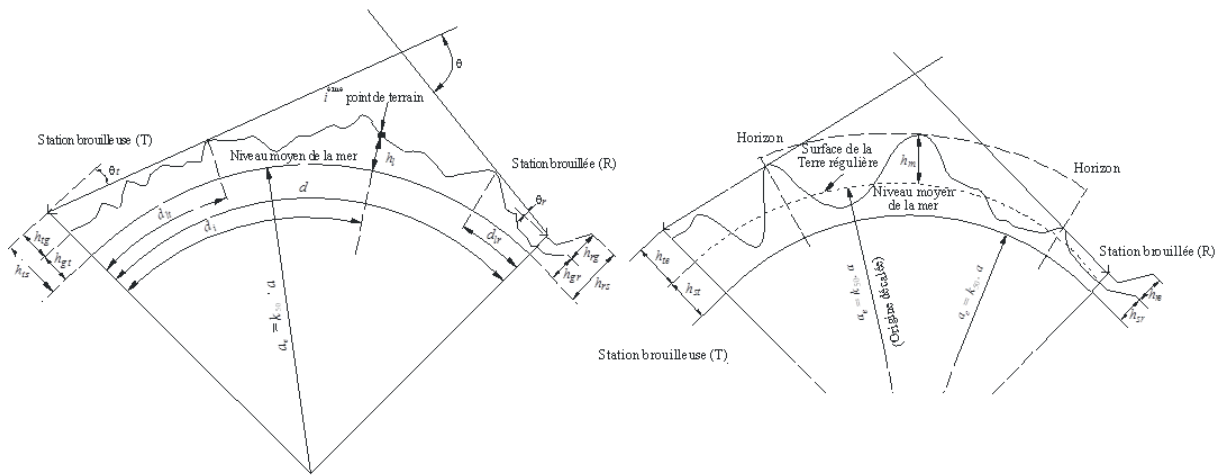 θ
i ème point de terrain
Station brouilleuse (T)
θt
Niveau moyen de la mer
hi
Station brouillée (R)
θr
d
dlt
di
dlr
htg
hgt
hts
hrg
hgr
hrs
ae = k50 · a
Horizon
Surface de la
Terre régulière
hm
Horizon
Niveau moyen
de la mer
hte
hst
ae = k50 · a
(Origine décalée)
ae = k50 · a
Station brouillée (R)
hre
hsr
Station brouilleuse (T)